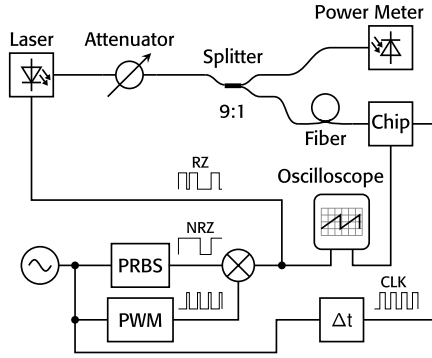 Power Meter
Laser
Attenuator
Splitter
9:1
Fiber
Chip
RZ
Oscilloscope
NRZ
PRBS
CLK
PWM
Δt